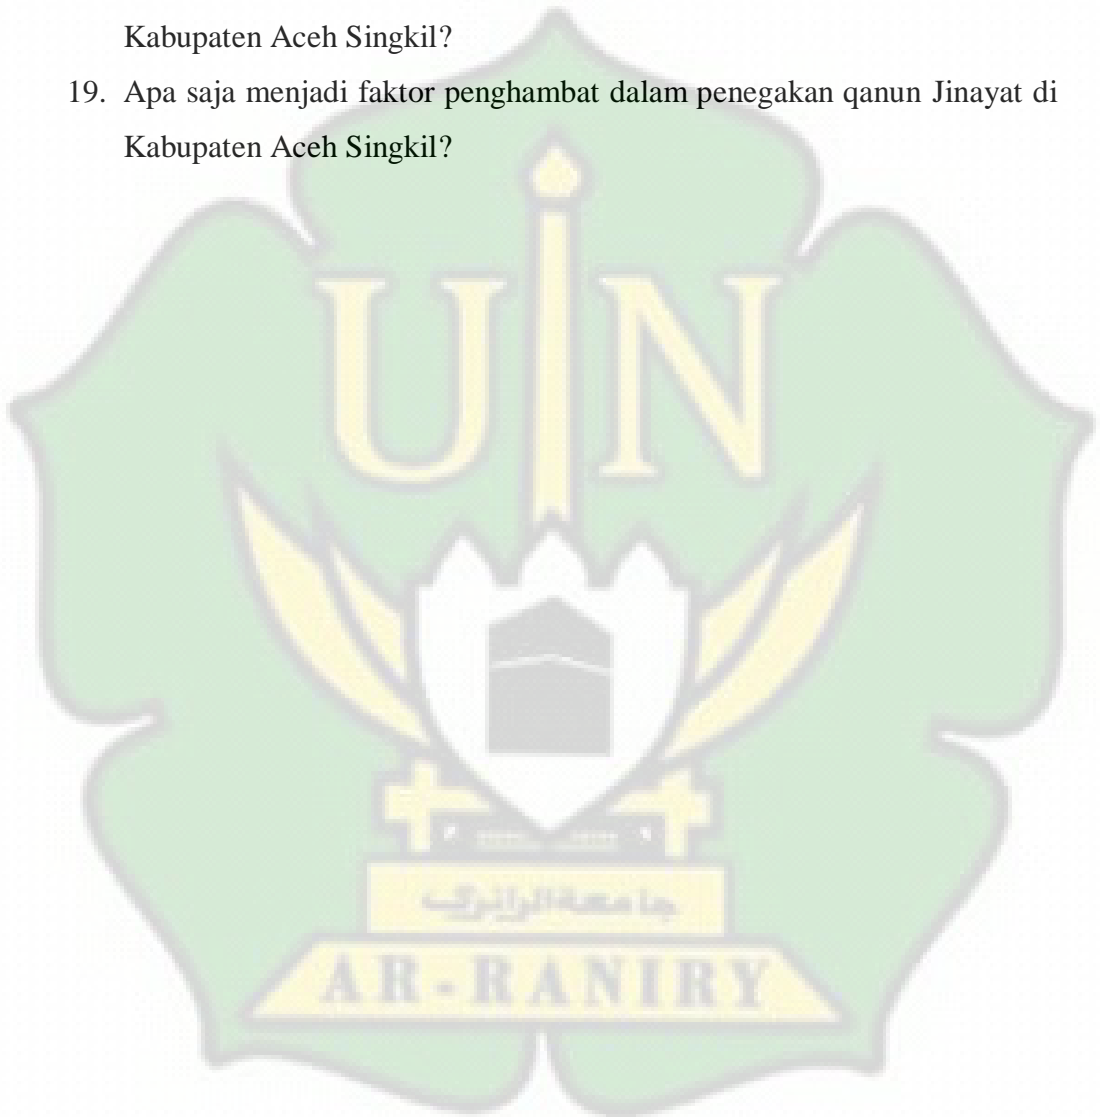 Kabupaten Aceh Singkil?
19. Apa saja menjadi faktor penghambat dalam penegakan qanun Jinayat di
Kabupaten Aceh Singkil?
UIN
جامعة الرانري
AR-RANIRY